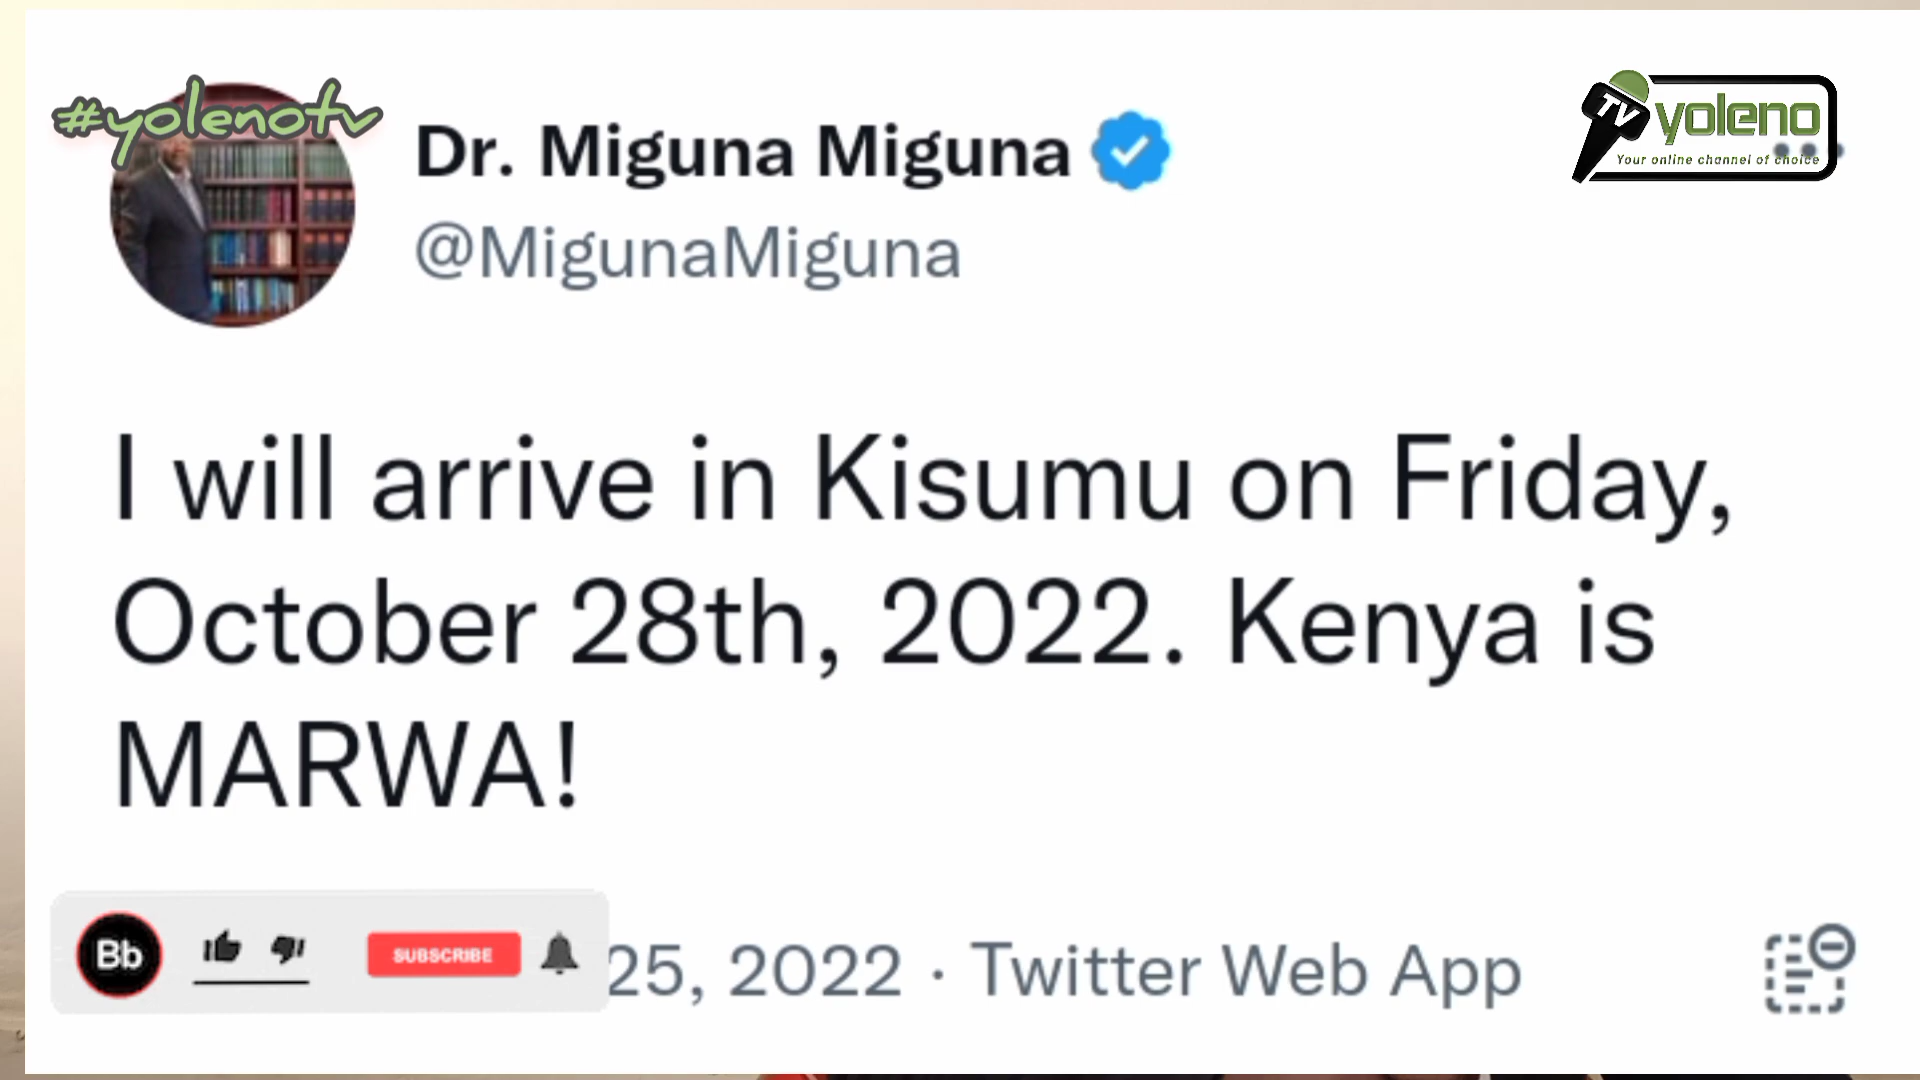 #yolenotv
TV yoleno
Your online channel of choice
Dr. Miguna Miguna
@MigunaMiguna
I will arrive in Kisumu on Friday,
October 28th, 2022. Kenya is
MARWA!
Bb SUBSCRIBE
25, 2022 · Twitter Web App